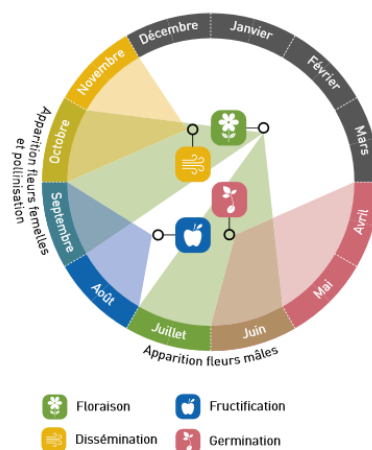 Décembre
Janvier
Février
Mars
Avril
Mai
Juin
Juillet
Août
Septembre
Octobre
Novembre
Apparition fleurs femelles
et pollinisation
Apparition fleurs mâles
Floraison
Fructification
Dissémination
Germination